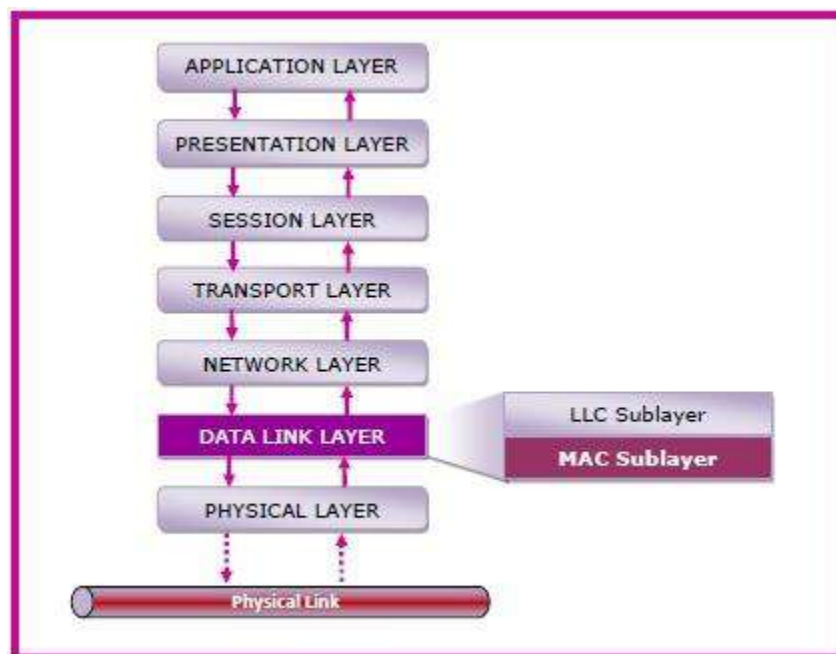 APPLICATION LAYER
PRESENTATION LAYER
SESSION LAYER
TRANSPORT LAYER
NETWORK LAYER
DATA LINK LAYER
LLC Sublayer
MAC Sublayer
PHYSICAL LAYER
Physical Link